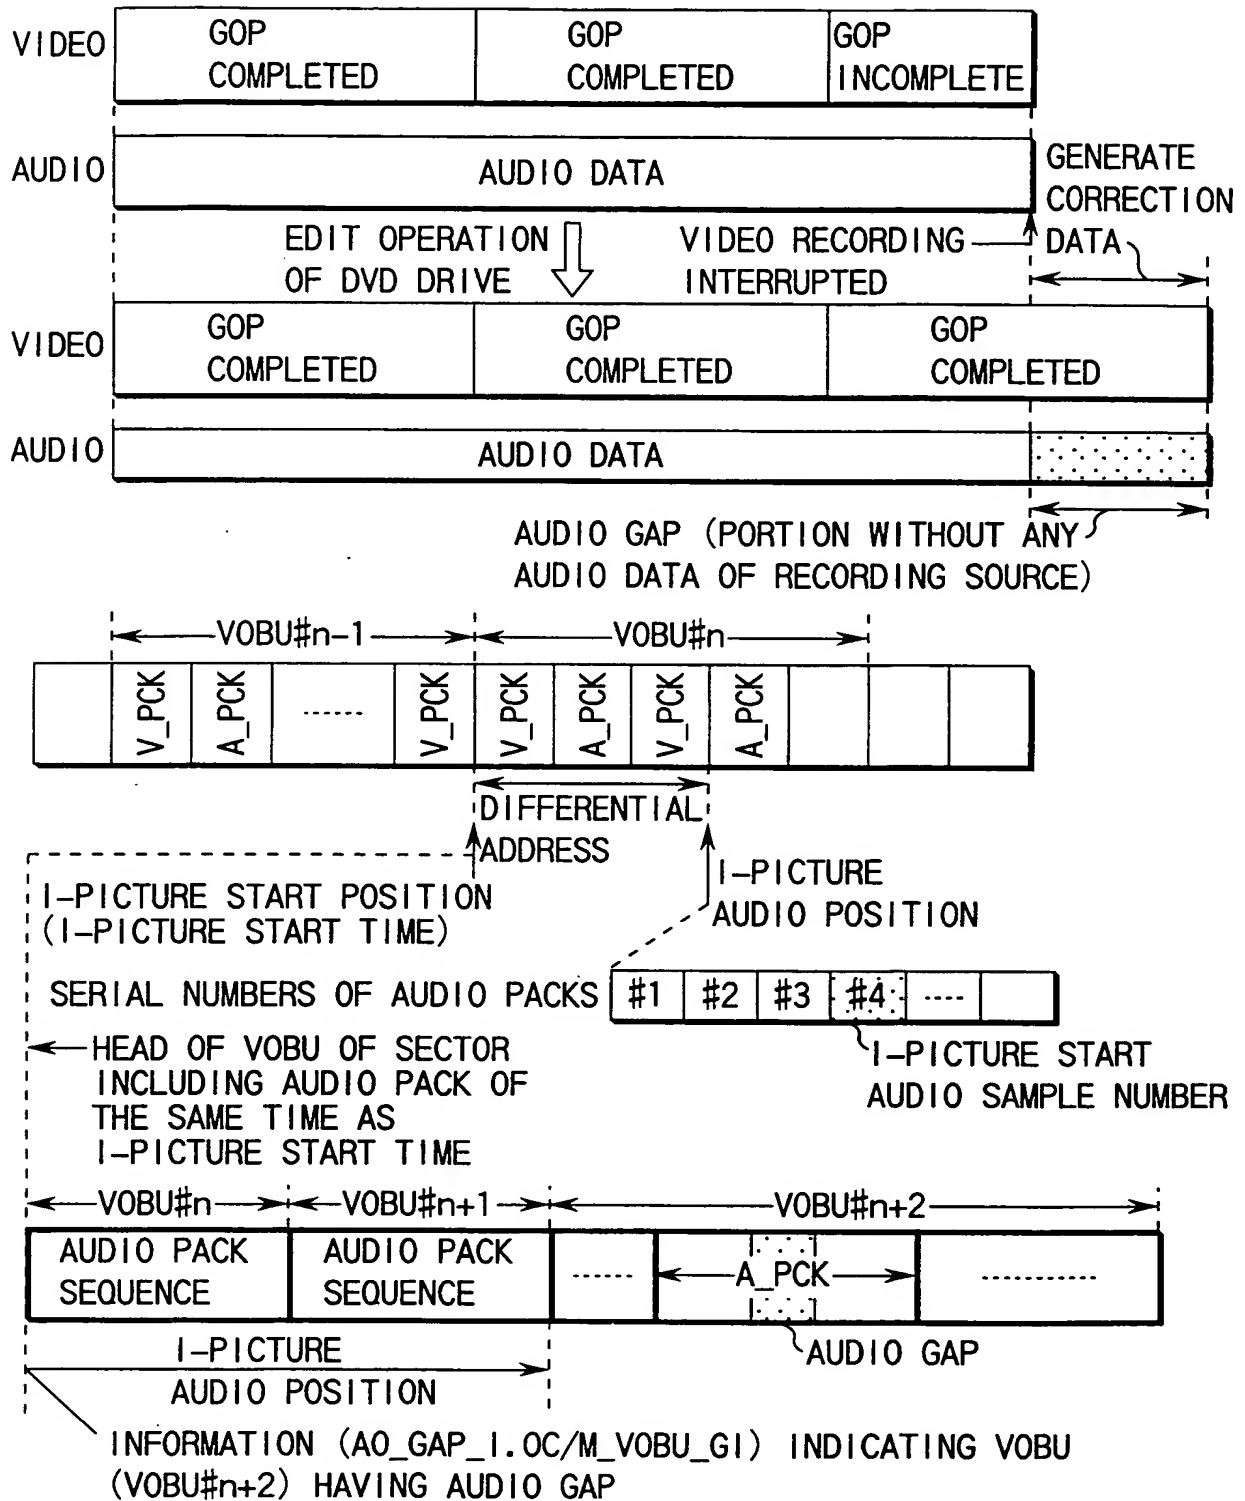 VIDEO
GOP
COMPLETED
GOP
COMPLETED
GOP
INCOMPLETE
AUDIO
AUDIO DATA
GENERATE
CORRECTION
DATA
EDIT OPERATION
OF DVD DRIVE
VIDEO RECORDING
INTERRUPTED
VIDEO
GOP
COMPLETED
GOP
COMPLETED
GOP
COMPLETED
AUDIO
AUDIO DATA
AUDIO GAP (PORTION WITHOUT ANY
AUDIO DATA OF RECORDING SOURCE)
VOBU#n-1
VOBU#n
V_PCK
A_PCK
------
V_PCK
V_PCK
A_PCK
V_PCK
A_PCK
DIFFERENTIAL
ADDRESS
I-PICTURE START POSITION
(I-PICTURE START TIME)
I-PICTURE
AUDIO POSITION
SERIAL NUMBERS OF AUDIO PACKS
#1
#2
#3
#4
----
HEAD OF VOBU OF SECTOR
INCLUDING AUDIO PACK OF
THE SAME TIME AS
I-PICTURE START TIME
I-PICTURE START
AUDIO SAMPLE NUMBER
VOBU#n
VOBU#n+1
VOBU#n+2
AUDIO PACK
SEQUENCE
AUDIO PACK
SEQUENCE
------
A_PCK
----------
AUDIO GAP
I-PICTURE
AUDIO POSITION
INFORMATION (A0_GAP_I.OC/M_VOBU_GI) INDICATING VOBU
(VOBU#n+2) HAVING AUDIO GAP